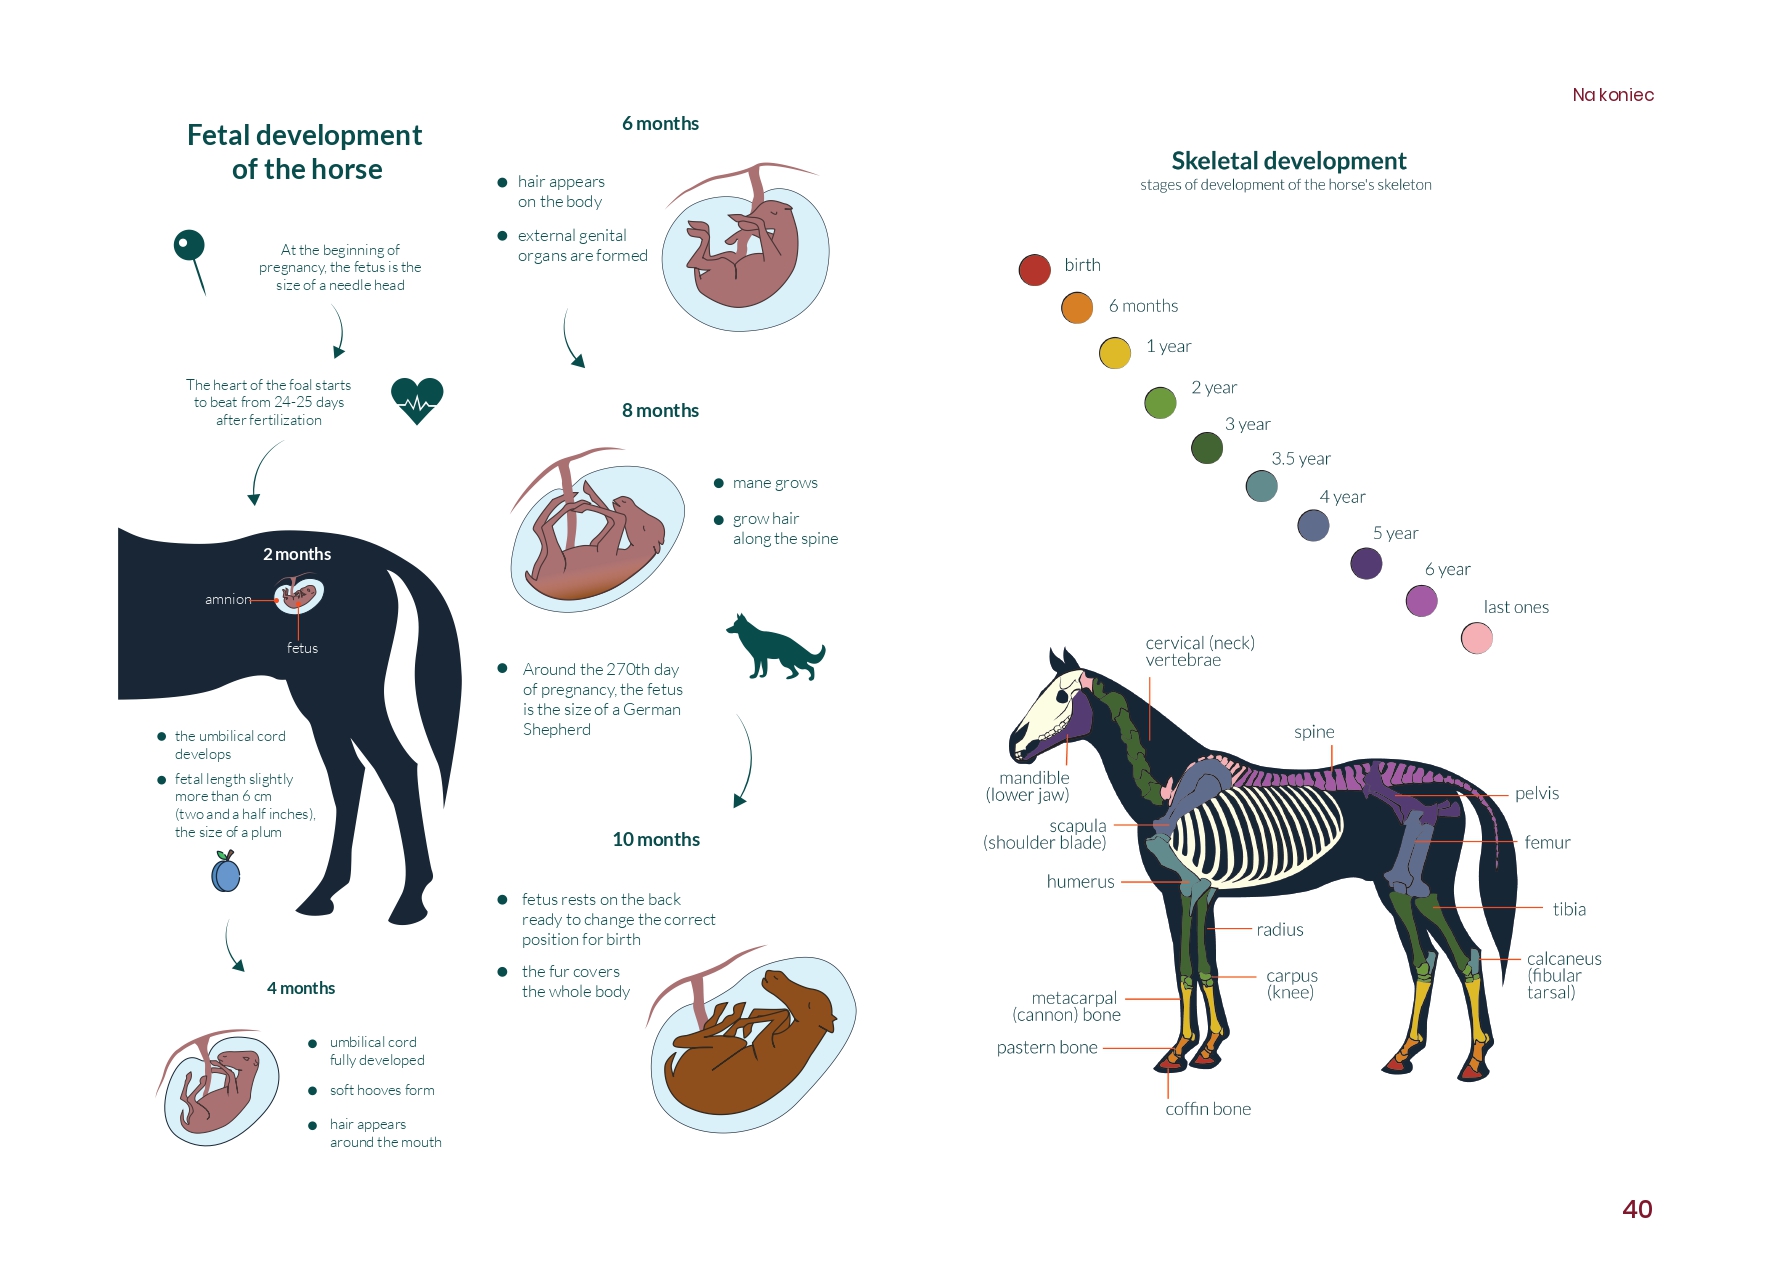 Na koniec
Fetal development
of the horse
At the beginning of
pregnancy, the fetus is the
size of a needle head
The heart of the foal starts
to beat from 24-25 days
after fertilization
2 months
amnion
fetus
the umbilical cord
develops
fetal length slightly
more than 6 cm
(two and a half inches),
the size of a plum
4 months
umbilical cord
fully developed
soft hooves form
hair appears
around the mouth
6 months
hair appears
on the body
external genital
organs are formed
8 months
mane grows
grow hair
along the spine
Around the 270th day
of pregnancy, the fetus
is the size of a German
Shepherd
10 months
fetus rests on the back
ready to change the correct
position for birth
the fur covers
the whole body
Skeletal development
stages of development of the horse's skeleton
birth
6 months
1 year
2 year
3 year
3.5 year
4 year
5 year
6 year
last ones
cervical (neck)
vertebrae
spine
mandible
(lower jaw)
pelvis
scapula
(shoulder blade)
femur
humerus
tibia
radius
calcaneus
(fibular
tarsal)
carpus
(knee)
metacarpal
(cannon) bone
pastern bone
coffin bone
40